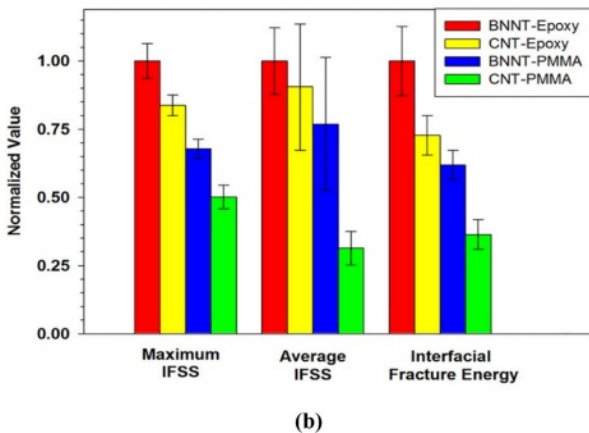 BNNT-Epoxy
CNT-Epoxy
BNNT-PMMA
CNT-PMMA
Normalized Value
1.00
0.75
0.50
0.25
0.00
Maximum
IFSS
Average
IFSS
Interfacial
Fracture Energy
(b)